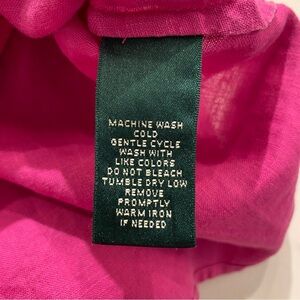 MACHINE WASH
COLD
GENTLE CYCLE
WASH WITH
LIKE COLORS
DO NOT BLEACH
TUMBLE DRY LOW
REMOVE
PROMPTLY
WARM IRON
IF NEEDED